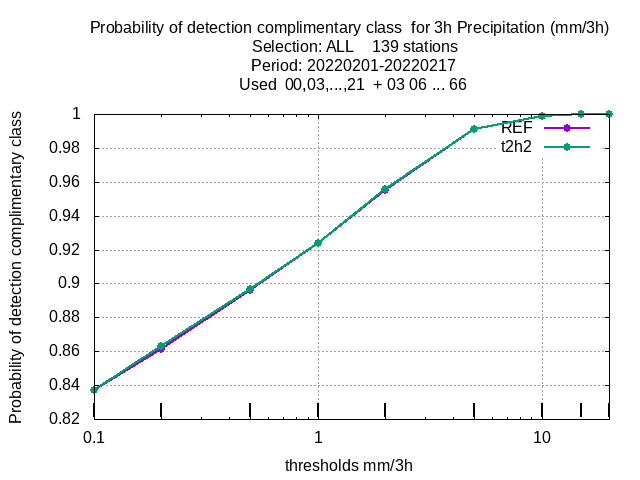 Probability of detection complimentary class  for 3h Precipitation (mm/3h)
Selection: ALL    139 stations
Period: 20220201-20220217
Used  00,03,...,21  + 03 06 ... 66
Probability of detection complimentary class
1
0.98
0.96
0.94
0.92
0.9
0.88
0.86
0.84
0.82
REF
t2h2
0.1
1
10
thresholds mm/3h